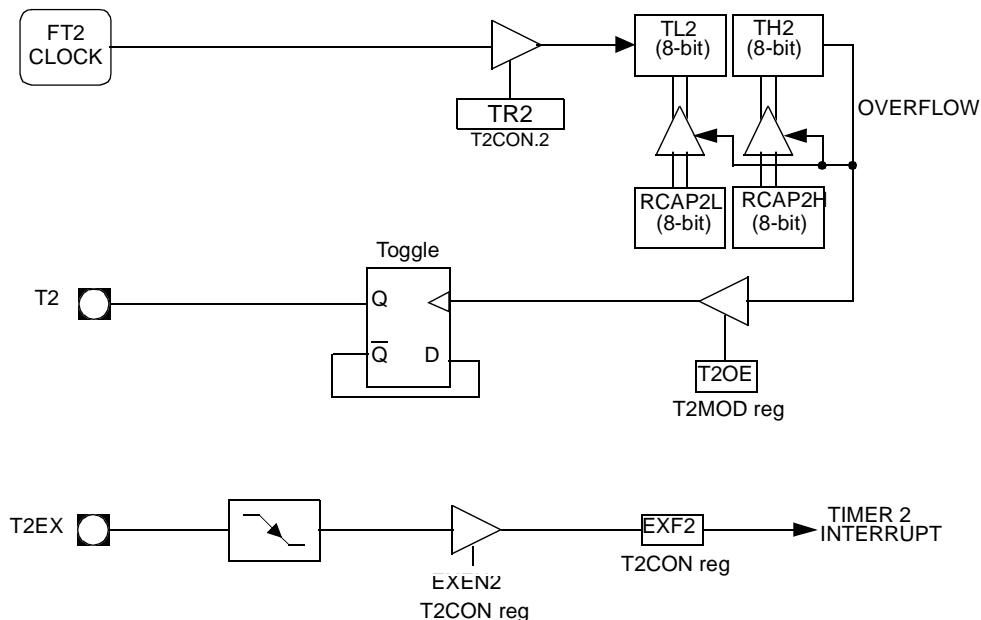 FT2
CLOCK
TL2
(8-bit)
TH2
(8-bit)
TR2
T2CON.2
OVERFLOW
RCAP2L
(8-bit)
RCAP2H
(8-bit)
Toggle
T2
Q
Q̅
D
T2OE
T2MOD reg
T2EX
EXEN2
T2CON reg
EXF2
T2CON reg
TIMER 2
INTERRUPT